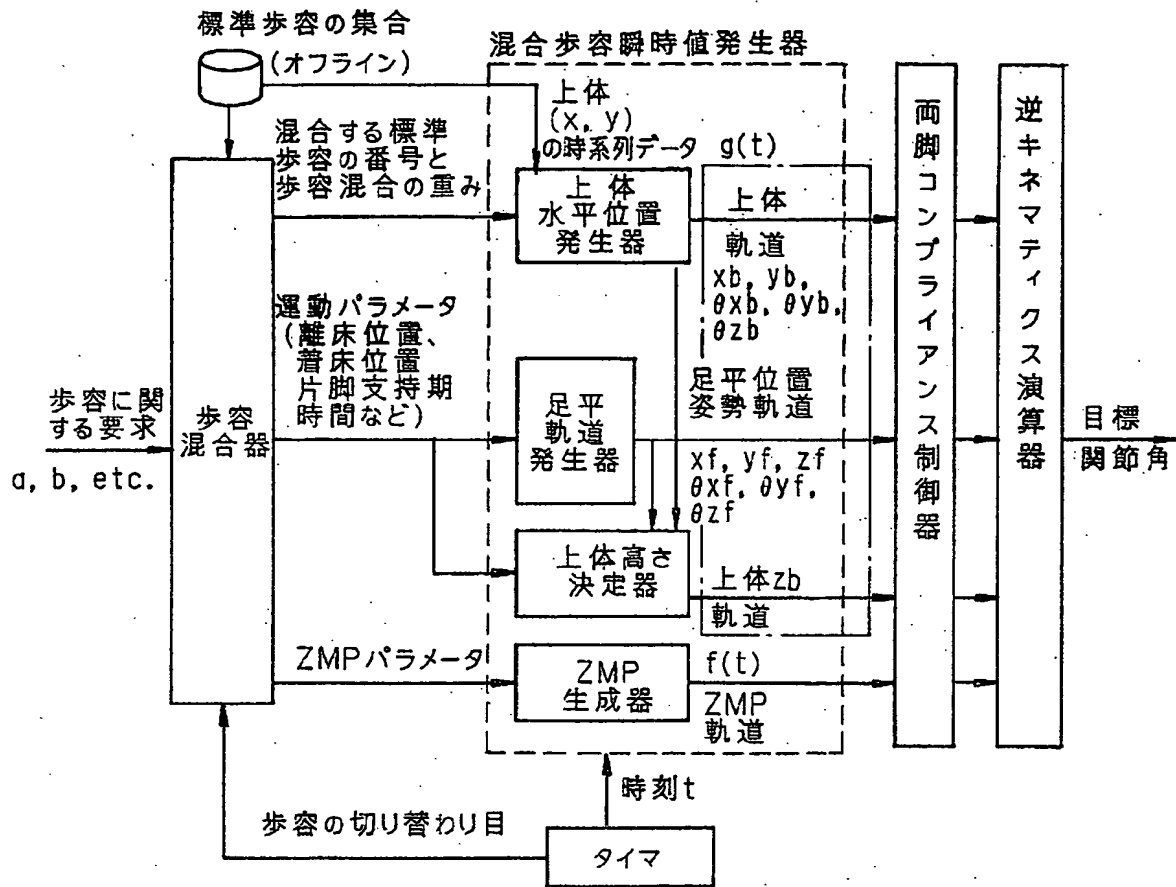 標準歩容の集合
(オフライン)
混合歩容瞬時値発生器
上体
(x, y)
の時系列データ
混合する標準
歩容の番号と
歩容混合の重み
上体
水平位置
発生器
g(t)
上体
軌道
xb, yb,
θxb, θyb,
θzb
運動パラメータ
(離床位置、
着床位置
片脚支持期
時間など)
歩容に関
する要求
a, b, etc.
歩容
混合器
足平
軌道
発生器
足平位置
姿勢軌道
xf, yf, zf
θxf, θyf,
θzf
上体高さ
決定器
上体zb
軌道
ZMPパラメータ
ZMP
生成器
f(t)
ZMP
軌道
両脚コンプライアンス制御器
逆キネマティクス演算器
目標
関節角
時刻t
歩容の切り替わり目
タイマ